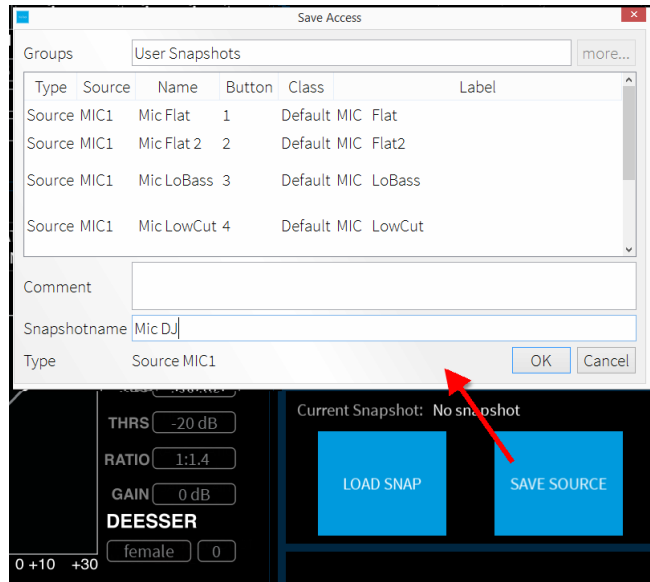 Save Access
Groups User Snapshots more...
Type Source Name Button Class Label
Source MIC1 Mic Flat 1 Default MIC Flat
Source MIC1 Mic Flat 2 2 Default MIC Flat2
Source MIC1 Mic LoBass 3 Default MIC LoBass
Source MIC1 Mic LowCut 4 Default MIC LowCut
Comment
Snapshotname Mic DJ
Type Source MIC1 OK Cancel
Current Snapshot: No snapshot
THRS -20 dB
RATIO 1:1.4
LOAD SNAP SAVE SOURCE
GAIN 0 dB
DEESSER
female 0
0 +10 +30